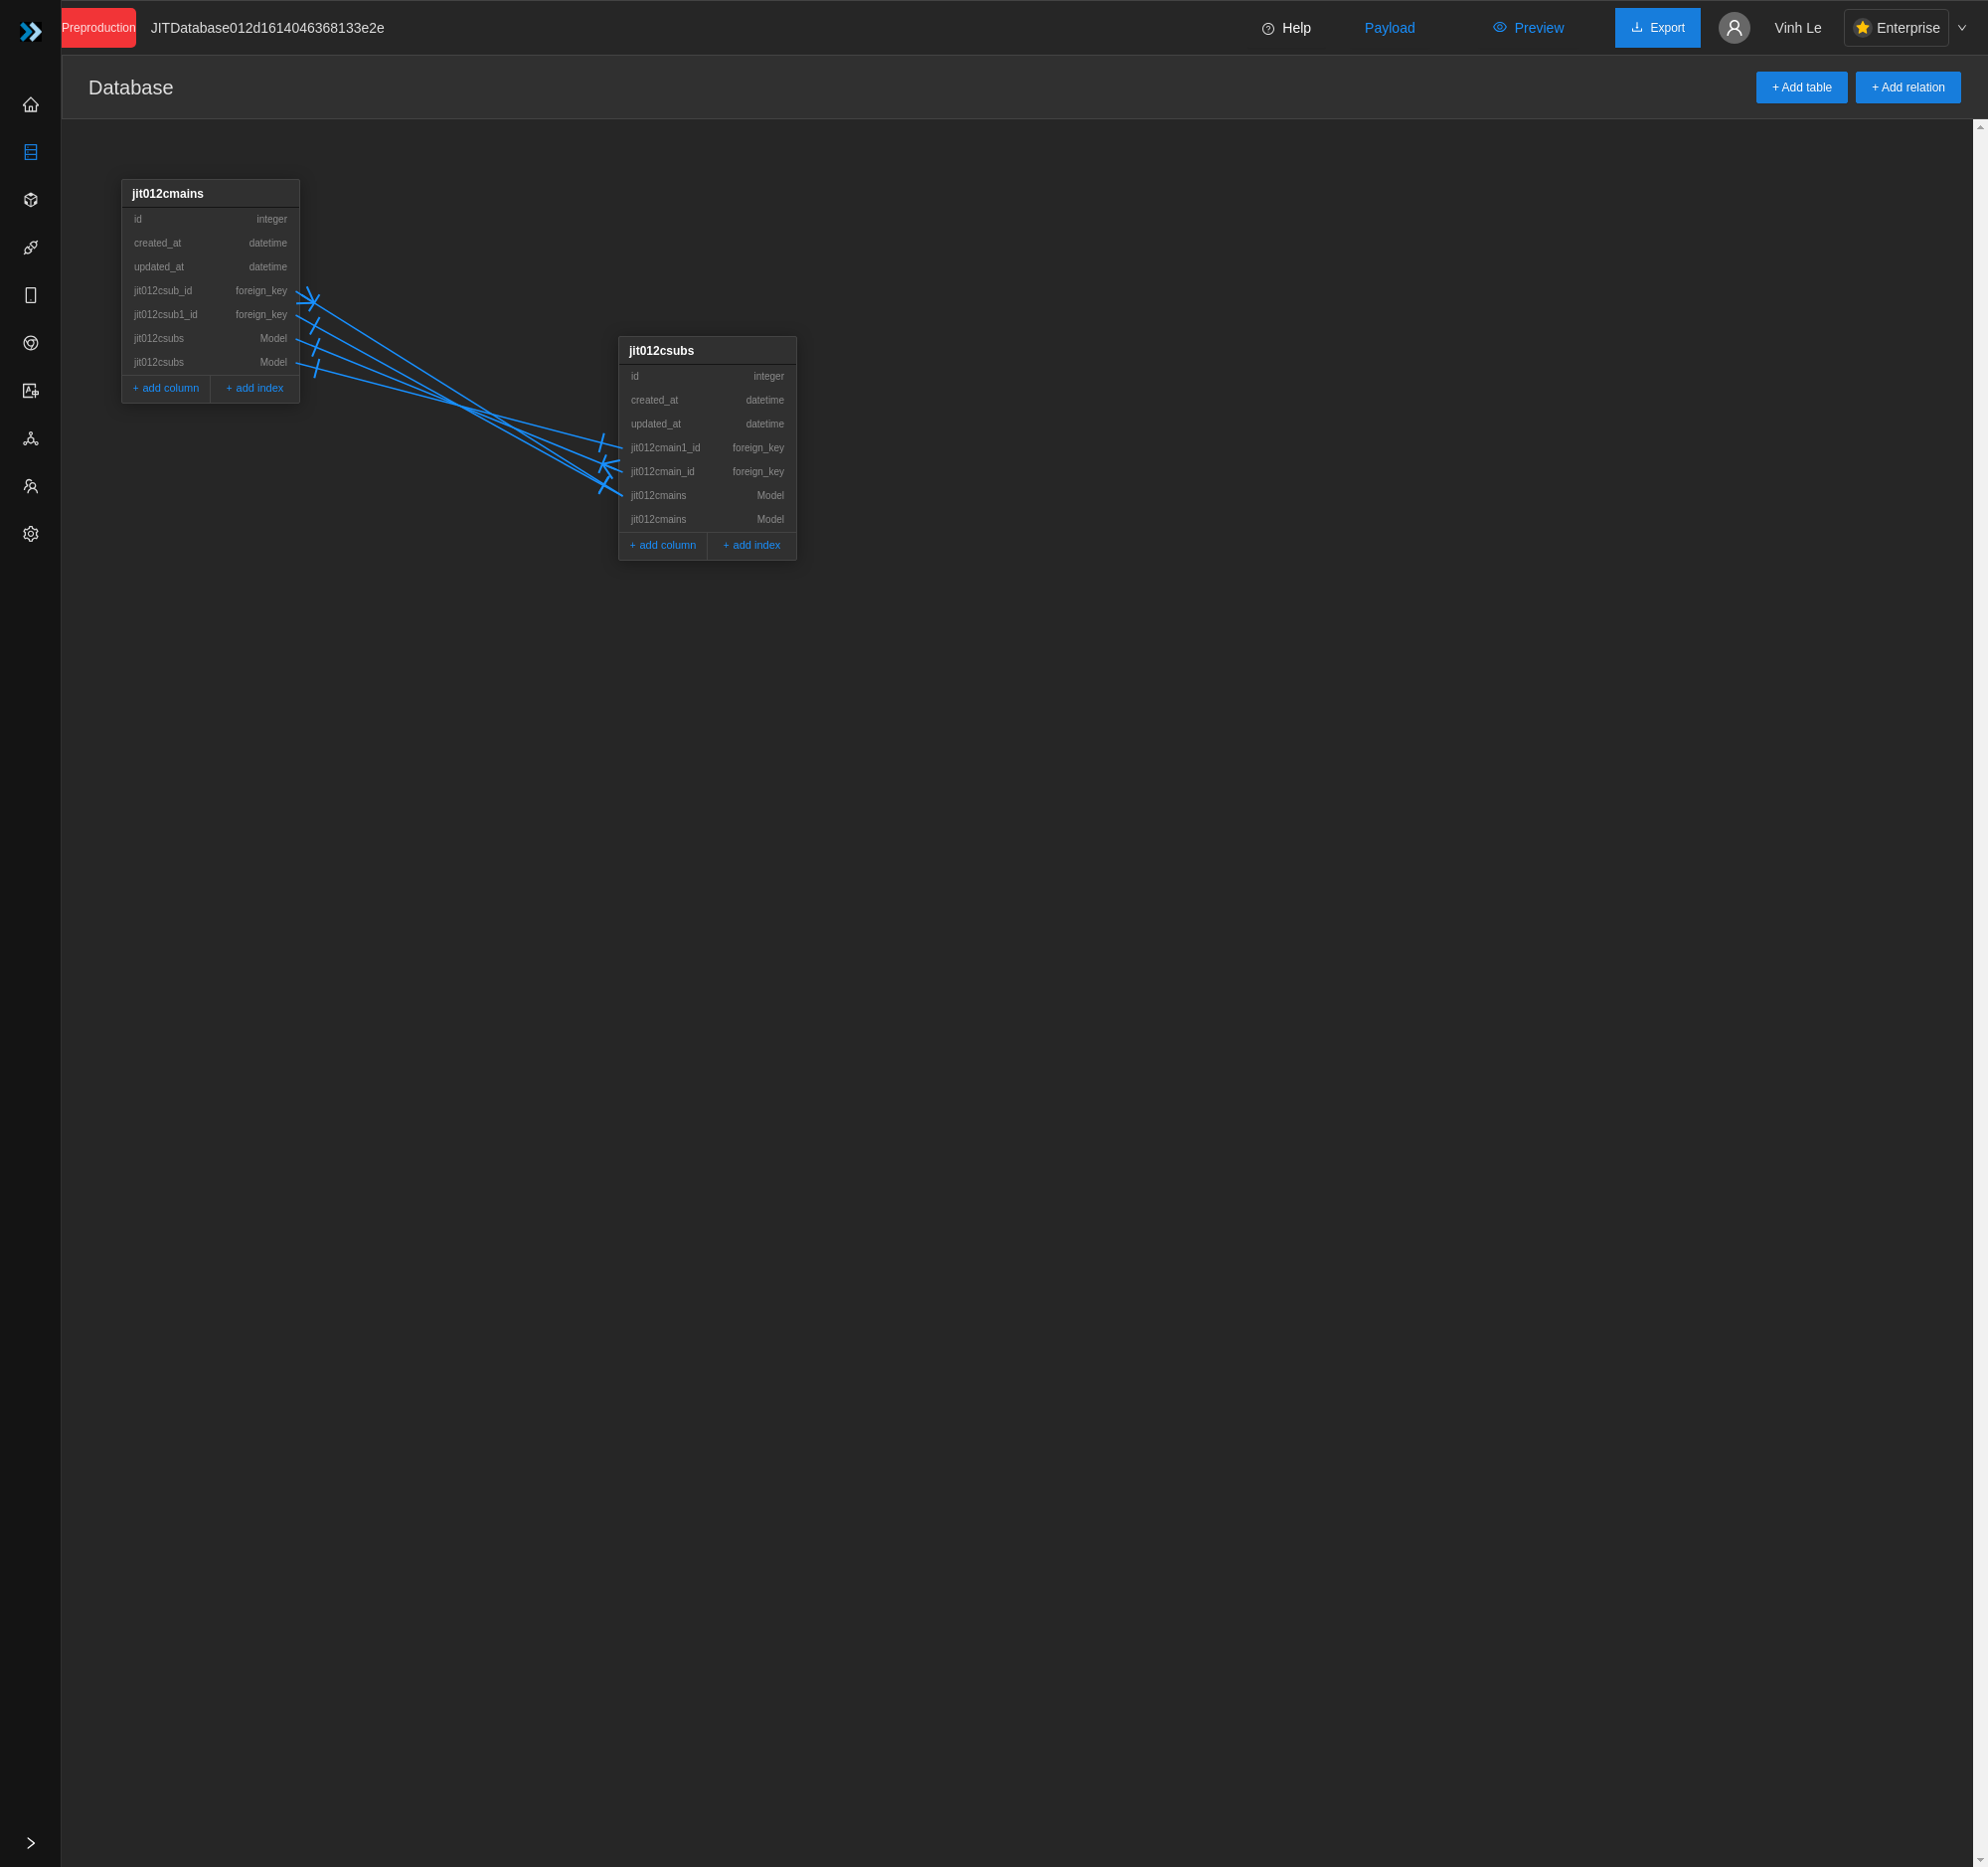 Preproduction JITDatabase012d1614046368133e2e Help Payload Preview Export Vinh Le Enterprise
Database + Add table + Add relation
jit012cmains
id integer
created_at datetime
updated_at datetime
jit012csub_id foreign_key
jit012csub1_id foreign_key
jit012csubs Model
jit012csubs Model
+ add column + add index
jit012csubs
id integer
created_at datetime
updated_at datetime
jit012cmain1_id foreign_key
jit012cmain_id foreign_key
jit012cmains Model
jit012cmains Model
+ add column + add index